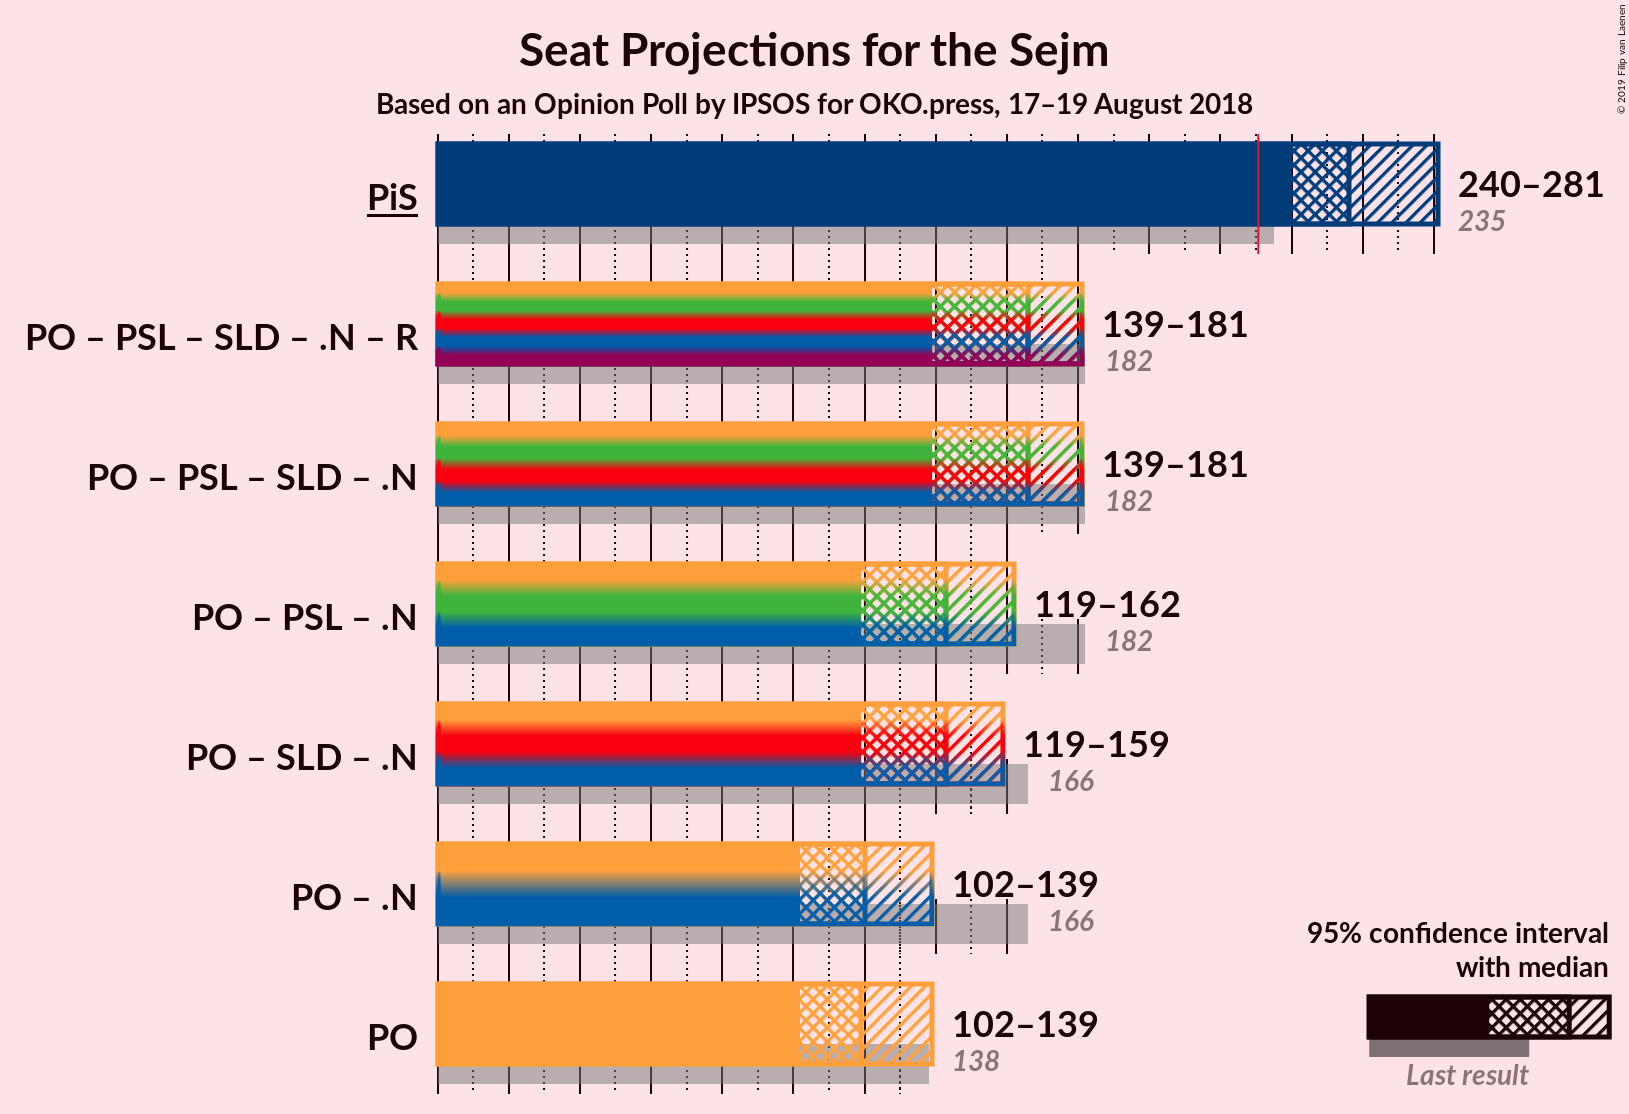 Seat Projections for the Sejm
Based on an Opinion Poll by IPSOS for OKO.press, 17–19 August 2018
© 2019 Filip van Laenen
PiS
240–281
235
PO – PSL – SLD – .N – R
139–181
182
PO – PSL – SLD – .N
139–181
182
PO – PSL – .N
119–162
182
PO – SLD – .N
119–159
166
PO – .N
102–139
166
PO
102–139
138
95% confidence interval
with median
Last result